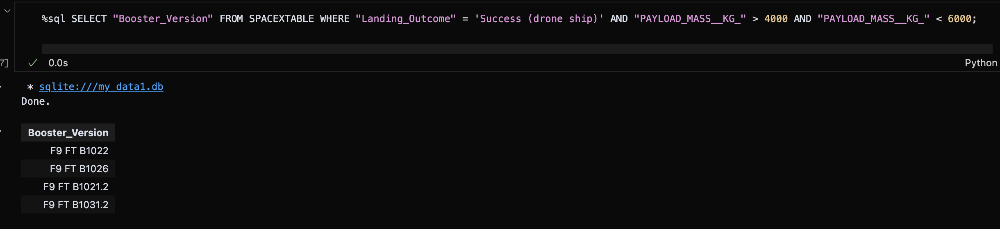 %sql SELECT "Booster_Version" FROM SPACEXTABLE WHERE "Landing_Outcome" = 'Success (drone ship)' AND "PAYLOAD_MASS__KG_" > 4000 AND "PAYLOAD_MASS__KG_" < 6000;
7] 0.0s Python
* sqlite:///my_data1.db
Done.
Booster_Version
F9 FT B1022
F9 FT B1026
F9 FT B1021.2
F9 FT B1031.2